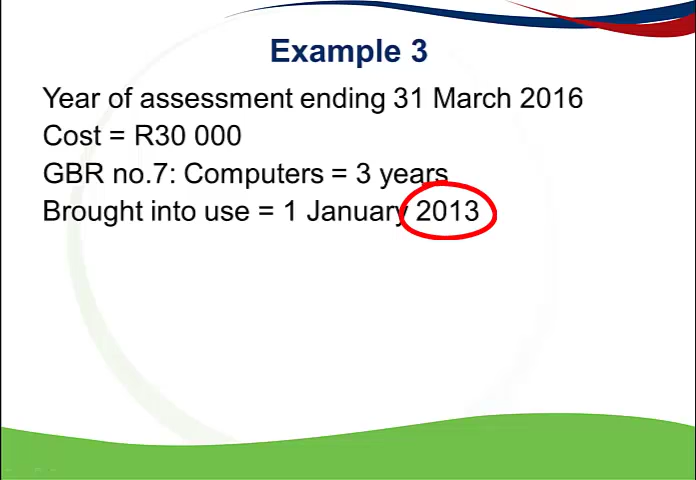 Example 3
Year of assessment ending 31 March 2016
Cost = R30 000
GBR no.7: Computers = 3 years
Brought into use = 1 January 2013